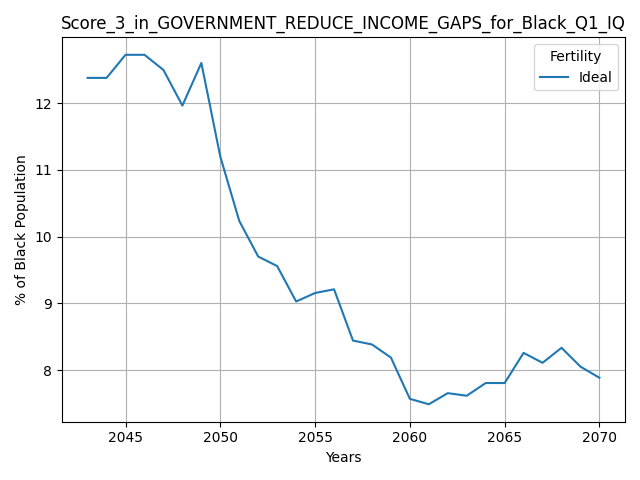 Score_3_in_GOVERNMENT_REDUCE_INCOME_GAPS_for_Black_Q1_IQ
Fertility
Ideal
% of Black Population
12
11
10
9
8
2045 2050 2055 2060 2065 2070
Years